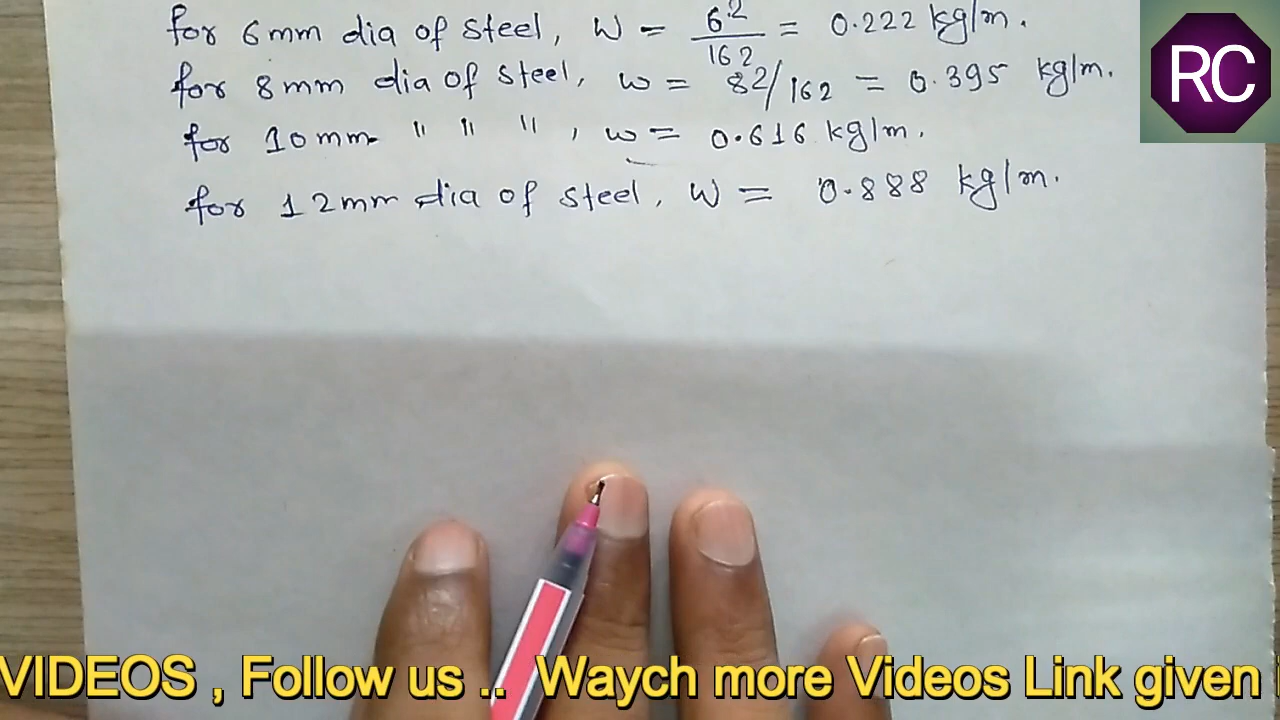 for 6mm dia of steel, W = 6²/162 = 0.222 kg/m.
for 8mm dia of steel, w = 82/162 = 0.395 kg/m.
for 10mm. " " ", w = 0.616 kg/m.
for 12mm dia of steel, W = 0.888 kg/m.
RC
VIDEOS , Follow us .. Waych more Videos Link given